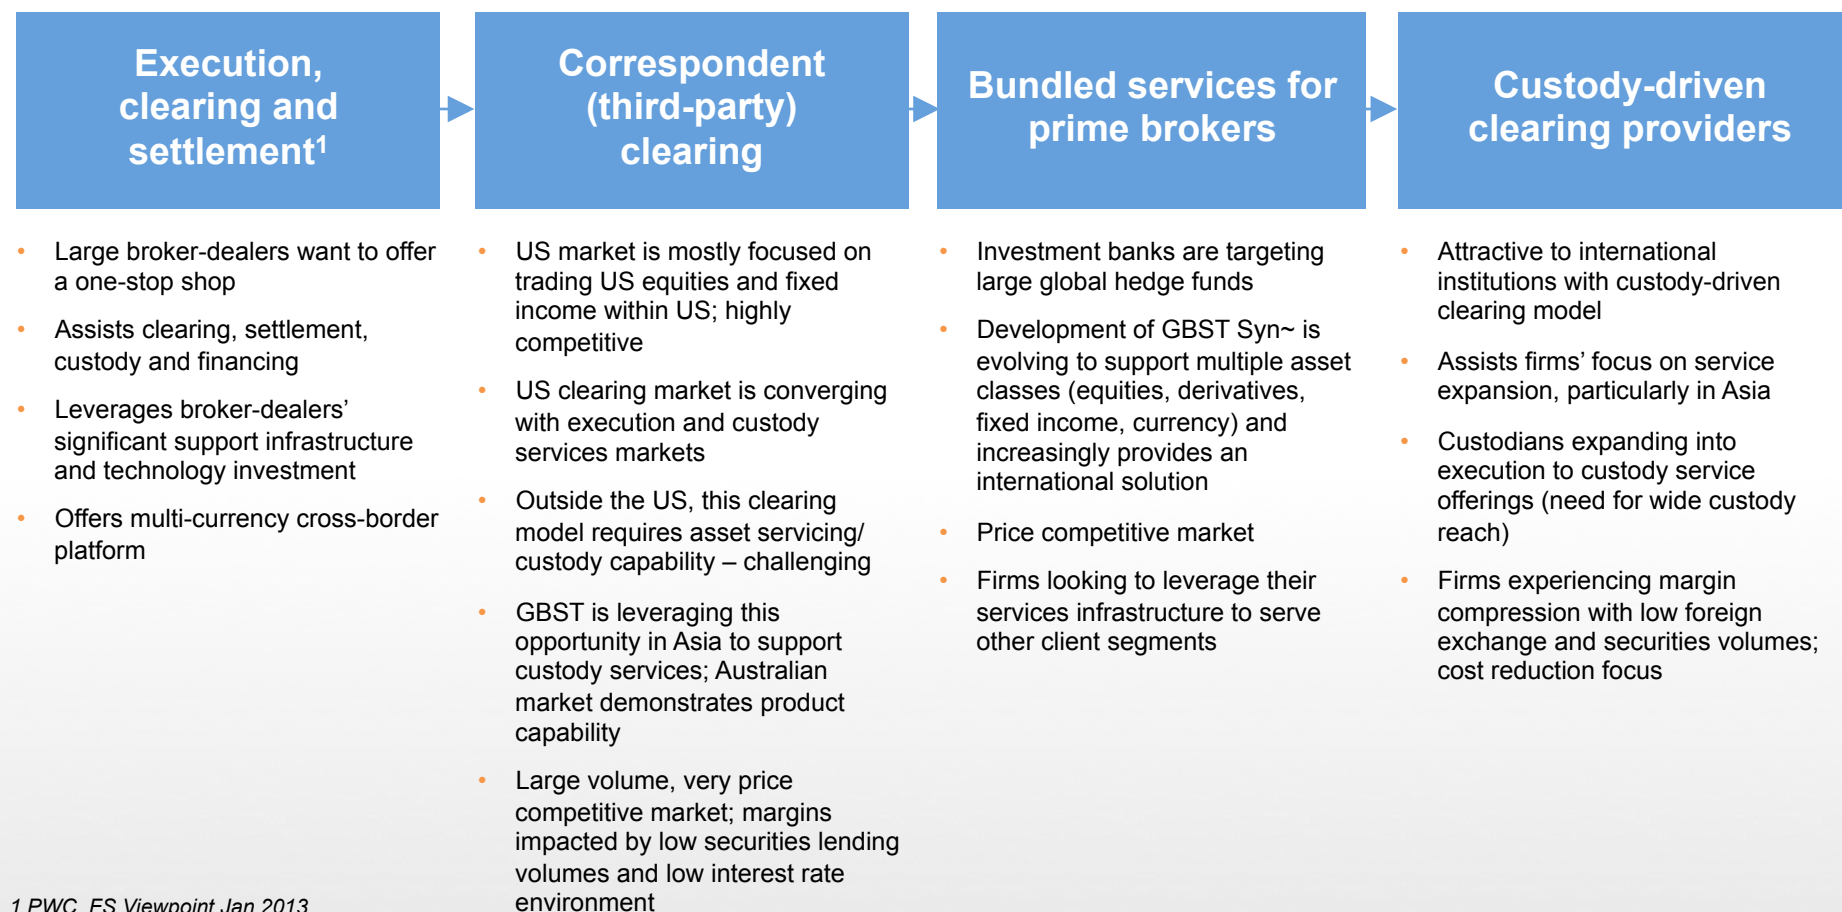 Execution,
clearing and
settlement1
Correspondent
(third-party)
clearing
Bundled services for
prime brokers
Custody-driven
clearing providers
• Large broker-dealers want to offer
a one-stop shop
• Assists clearing, settlement,
custody and financing
• Leverages broker-dealers’
significant support infrastructure
and technology investment
• Offers multi-currency cross-border
platform
• US market is mostly focused on
trading US equities and fixed
income within US; highly
competitive
• US clearing market is converging
with execution and custody
services markets
• Outside the US, this clearing
model requires asset servicing/
custody capability – challenging
• GBST is leveraging this
opportunity in Asia to support
custody services; Australian
market demonstrates product
capability
• Large volume, very price
competitive market; margins
impacted by low securities lending
volumes and low interest rate
environment
• Investment banks are targeting
large global hedge funds
• Development of GBST Syn~ is
evolving to support multiple asset
classes (equities, derivatives,
fixed income, currency) and
increasingly provides an
international solution
• Price competitive market
• Firms looking to leverage their
services infrastructure to serve
other client segments
• Attractive to international
institutions with custody-driven
clearing model
• Assists firms’ focus on service
expansion, particularly in Asia
• Custodians expanding into
execution to custody service
offerings (need for wide custody
reach)
• Firms experiencing margin
compression with low foreign
exchange and securities volumes;
cost reduction focus
1 PWC, FS Viewpoint Jan 2013